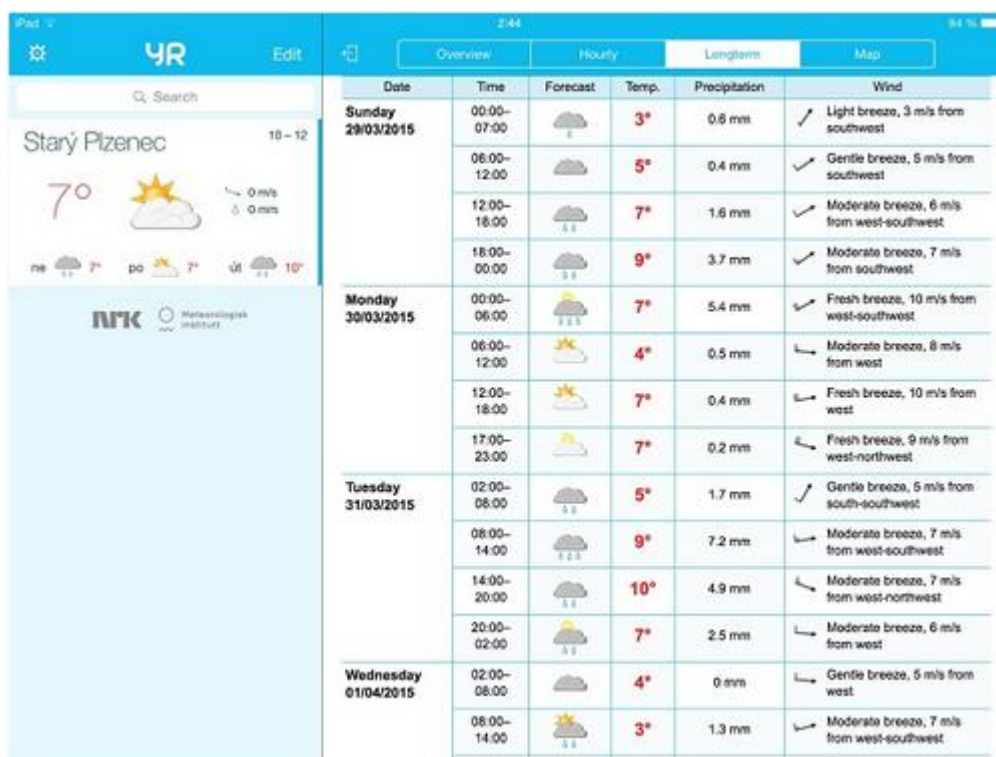 iPad 2:44 94 %
YR Edit
Overview Hourly Longterm Map
Search
Starý Plzenec
7°
0 m/s
0 mm
ne 7° po 7° út 10°
NRK Meteorologisk institutt
Date Time Forecast Temp. Precipitation Wind
Sunday 29/03/2015
00:00–07:00 3° 0.6 mm Light breeze, 3 m/s from southwest
06:00–12:00 5° 0.4 mm Gentle breeze, 5 m/s from southwest
12:00–18:00 7° 1.6 mm Moderate breeze, 6 m/s from west-southwest
18:00–00:00 9° 3.7 mm Moderate breeze, 7 m/s from southwest
Monday 30/03/2015
00:00–06:00 7° 5.4 mm Fresh breeze, 10 m/s from west-southwest
06:00–12:00 4° 0.5 mm Moderate breeze, 8 m/s from west
12:00–18:00 7° 0.4 mm Fresh breeze, 10 m/s from west
17:00–23:00 7° 0.2 mm Fresh breeze, 9 m/s from west-northwest
Tuesday 31/03/2015
02:00–08:00 5° 1.7 mm Gentle breeze, 5 m/s from south-southwest
08:00–14:00 9° 7.2 mm Moderate breeze, 7 m/s from west-southwest
14:00–20:00 10° 4.9 mm Moderate breeze, 7 m/s from west-northwest
20:00–02:00 7° 2.5 mm Moderate breeze, 6 m/s from west
Wednesday 01/04/2015
02:00–08:00 4° 0 mm Gentle breeze, 5 m/s from west
08:00–14:00 3° 1.3 mm Moderate breeze, 7 m/s from west-southwest